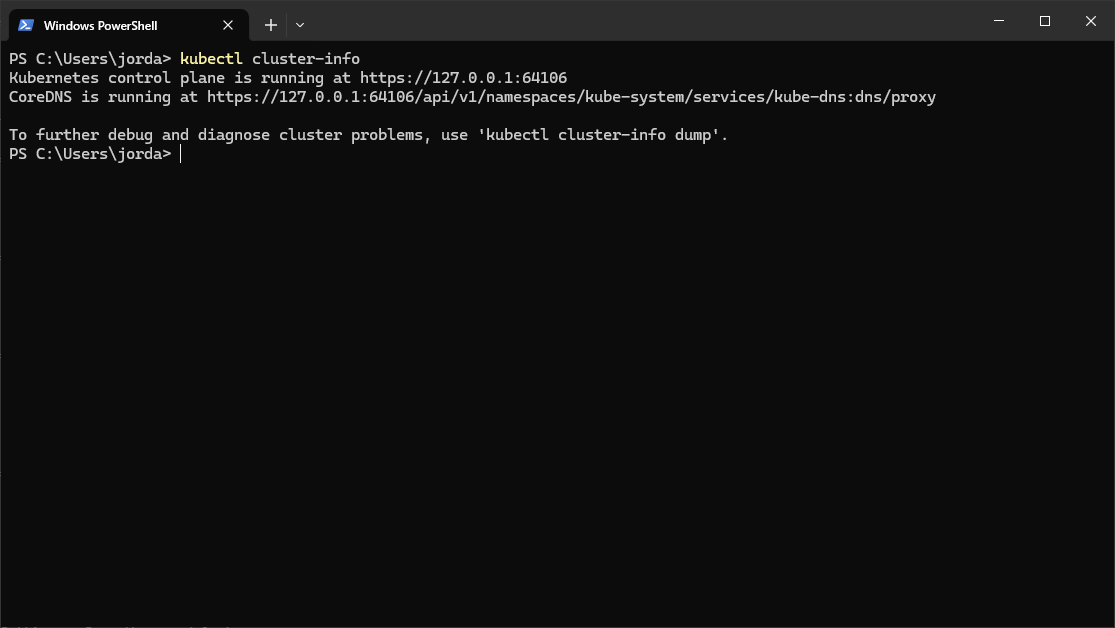 Windows PowerShell
PS C:\Users\jorda> kubectl cluster-info
Kubernetes control plane is running at https://127.0.0.1:64106
CoreDNS is running at https://127.0.0.1:64106/api/v1/namespaces/kube-system/services/kube-dns:dns/proxy
To further debug and diagnose cluster problems, use 'kubectl cluster-info dump'.
PS C:\Users\jorda>